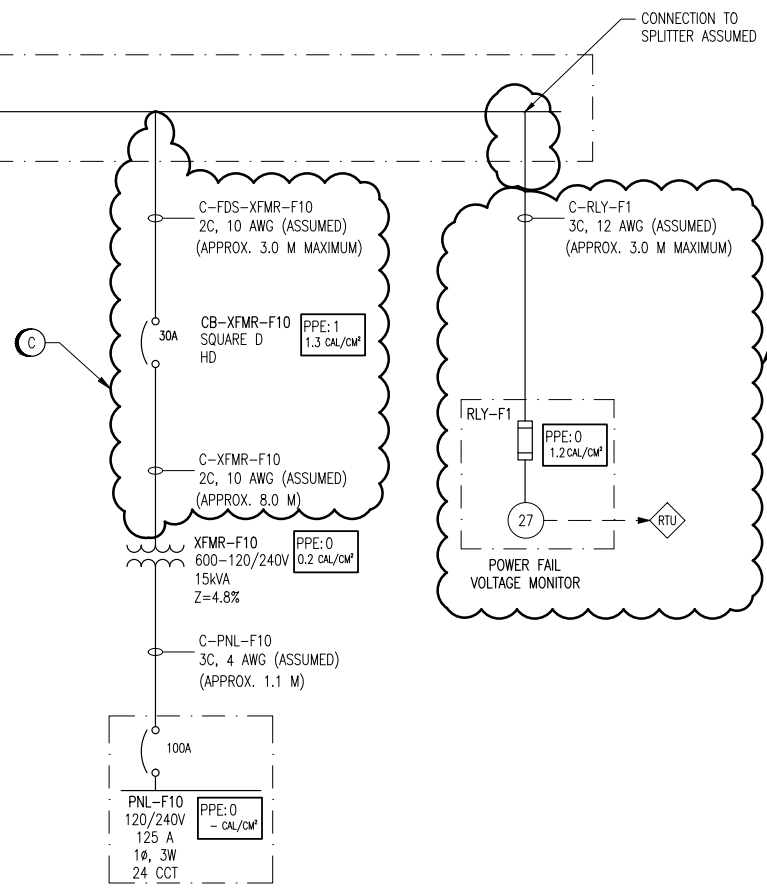 CONNECTION TO
SPLITTER ASSUMED
C-FDS-XFMR-F10
2C, 10 AWG (ASSUMED)
(APPROX. 3.0 M MAXIMUM)
C-RLY-F1
3C, 12 AWG (ASSUMED)
(APPROX. 3.0 M MAXIMUM)
30A
CB-XFMR-F10
SQUARE D
HD
PPE: 1
1.3 CAL/CM²
C
RLY-F1
PPE: 0
1.2 CAL/CM²
C-XFMR-F10
2C, 10 AWG (ASSUMED)
(APPROX. 8.0 M)
27
RTU
POWER FAIL
VOLTAGE MONITOR
XFMR-F10
600-120/240V
15kVA
Z=4.8%
PPE: 0
0.2 CAL/CM²
C-PNL-F10
3C, 4 AWG (ASSUMED)
(APPROX. 1.1 M)
100A
PNL-F10
120/240V
125 A
1ø, 3W
24 CCT
PPE: 0
- CAL/CM²